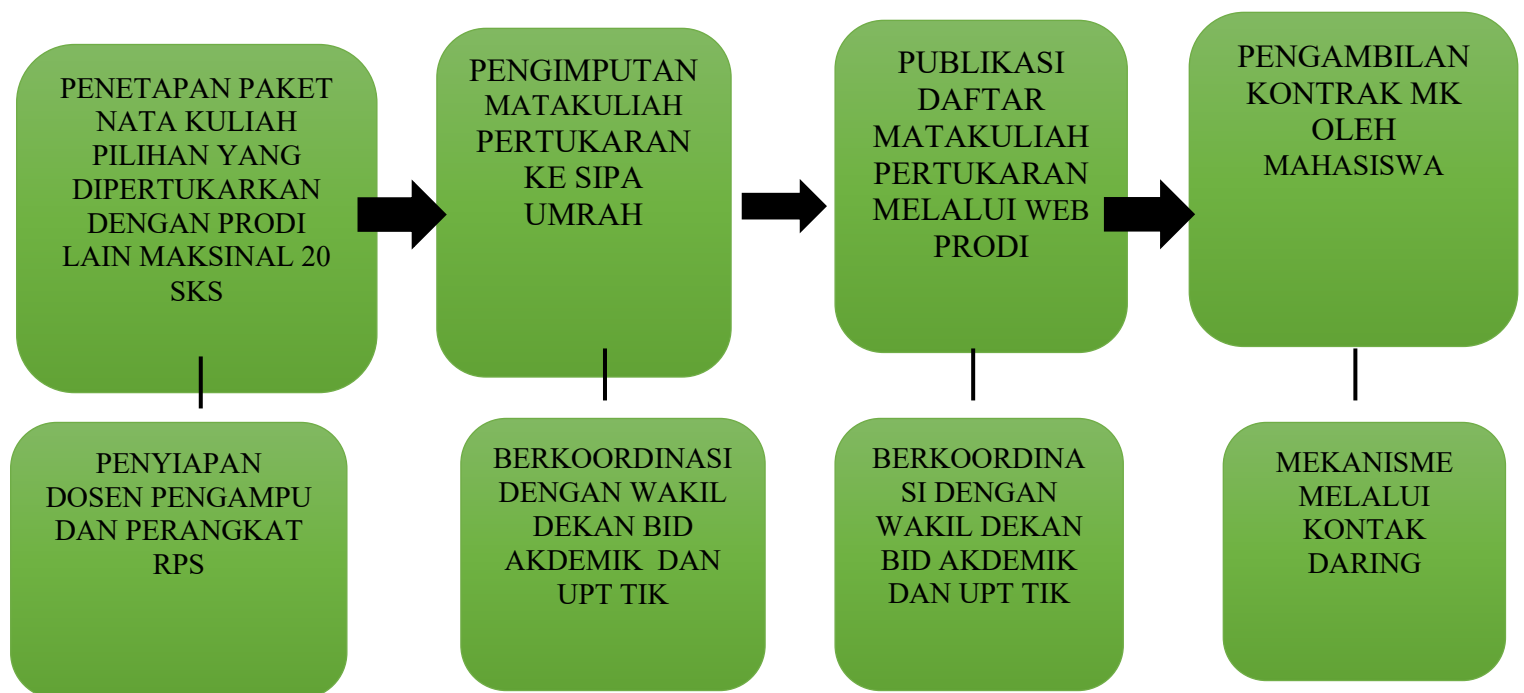 PENETAPAN PAKET
NATA KULIAH
PILIHAN YANG
DIPERTUKARKAN
DENGAN PRODI
LAIN MAKSINAL 20
SKS
PENGIMPUTAN
MATAKULIAH
PERTUKARAN
KE SIPA
UMRAH
PUBLIKASI
DAFTAR
MATAKULIAH
PERTUKARAN
MELALUI WEB
PRODI
PENGAMBILAN
KONTRAK MK
OLEH
MAHASISWA
PENYIAPAN
DOSEN PENGAMPU
DAN PERANGKAT
RPS
BERKOORDINASI
DENGAN WAKIL
DEKAN BID
AKDEMIK DAN
UPT TIK
BERKOORDINA
SI DENGAN
WAKIL DEKAN
BID AKDEMIK
DAN UPT TIK
MEKANISME
MELALUI
KONTAK
DARING